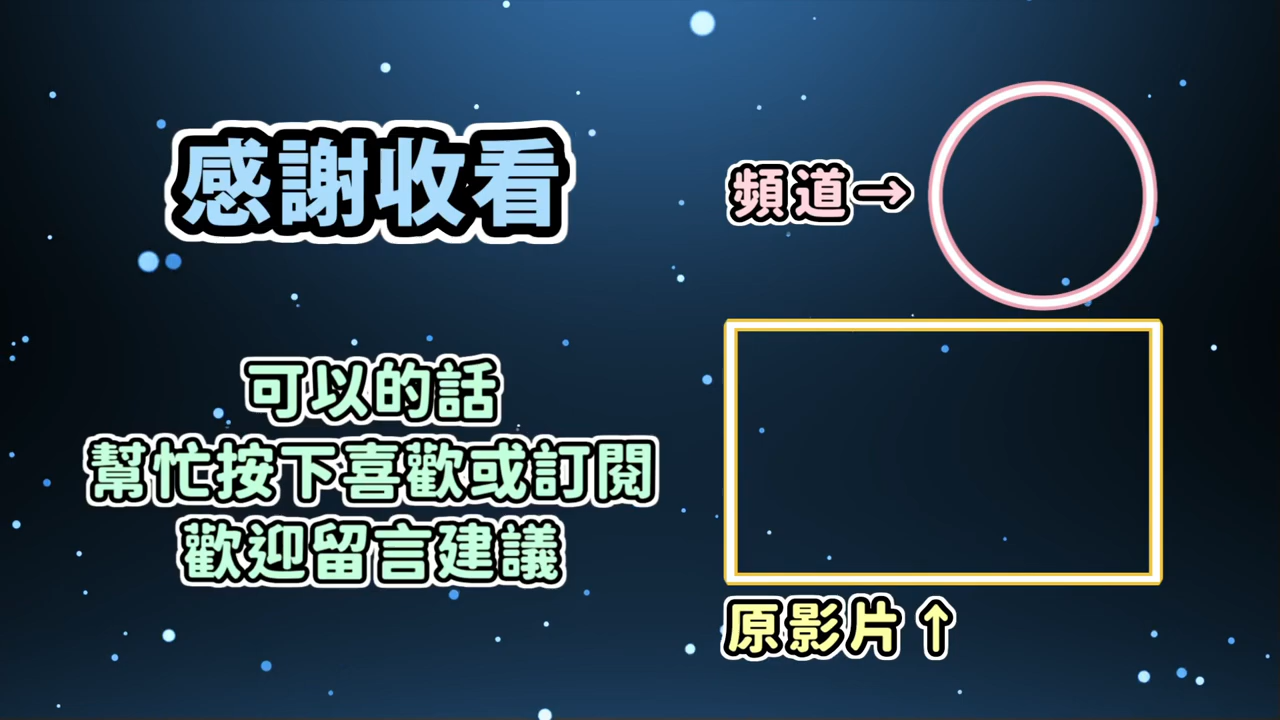 感謝收看
頻道→
可以的話
幫忙按下喜歡或訂閱
歡迎留言建議
原影片↑